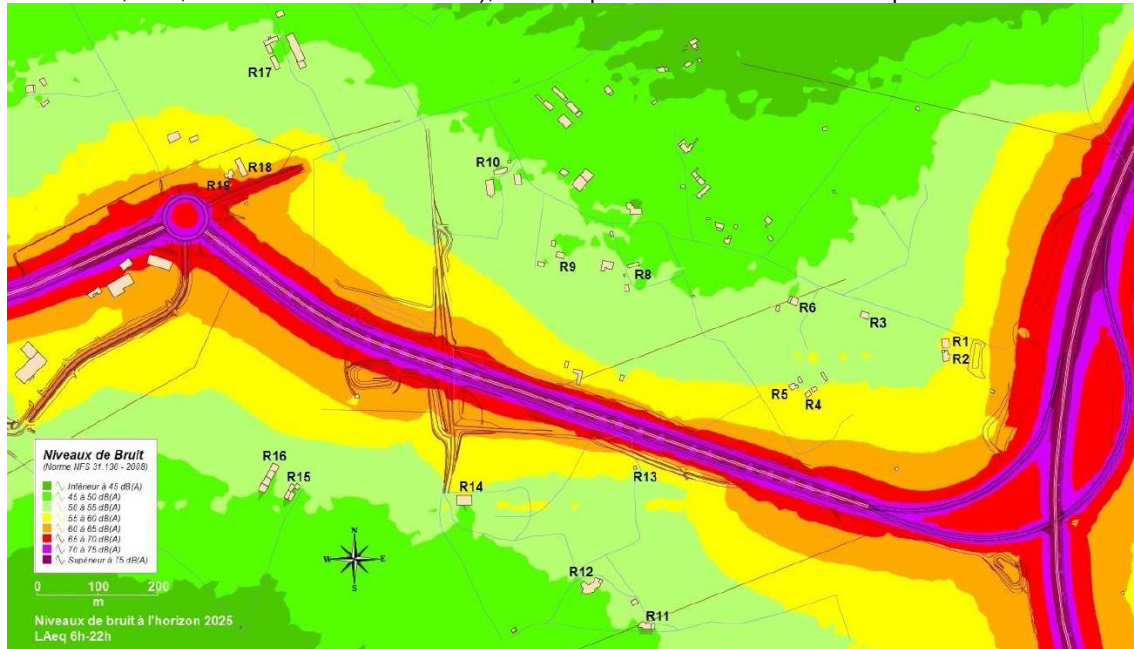 R17
R18
R19
R10
R9
R8
R6
R3
R1
R2
R5
R4
R13
R16
R15
R14
R12
R11
Niveaux de Bruit
(Norme NFS 31.130 - 2008)
Inférieur à 45 dB(A)
45 à 50 dB(A)
50 à 55 dB(A)
55 à 60 dB(A)
60 à 65 dB(A)
65 à 70 dB(A)
70 à 75 dB(A)
Supérieur à 75 dB(A)
N
W E
S
0 100 200
m
Niveaux de bruit à l'horizon 2025
LAeq 6h-22h